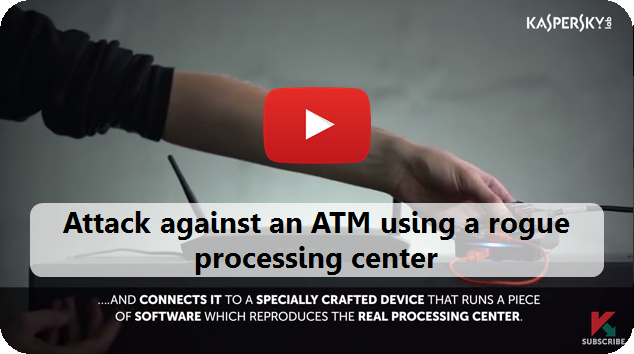 KASPERSKY lab
Attack against an ATM using a rogue
processing center
....AND CONNECTS IT TO A SPECIALLY CRAFTED DEVICE THAT RUNS A PIECE
OF SOFTWARE WHICH REPRODUCES THE REAL PROCESSING CENTER.
SUBSCRIBE